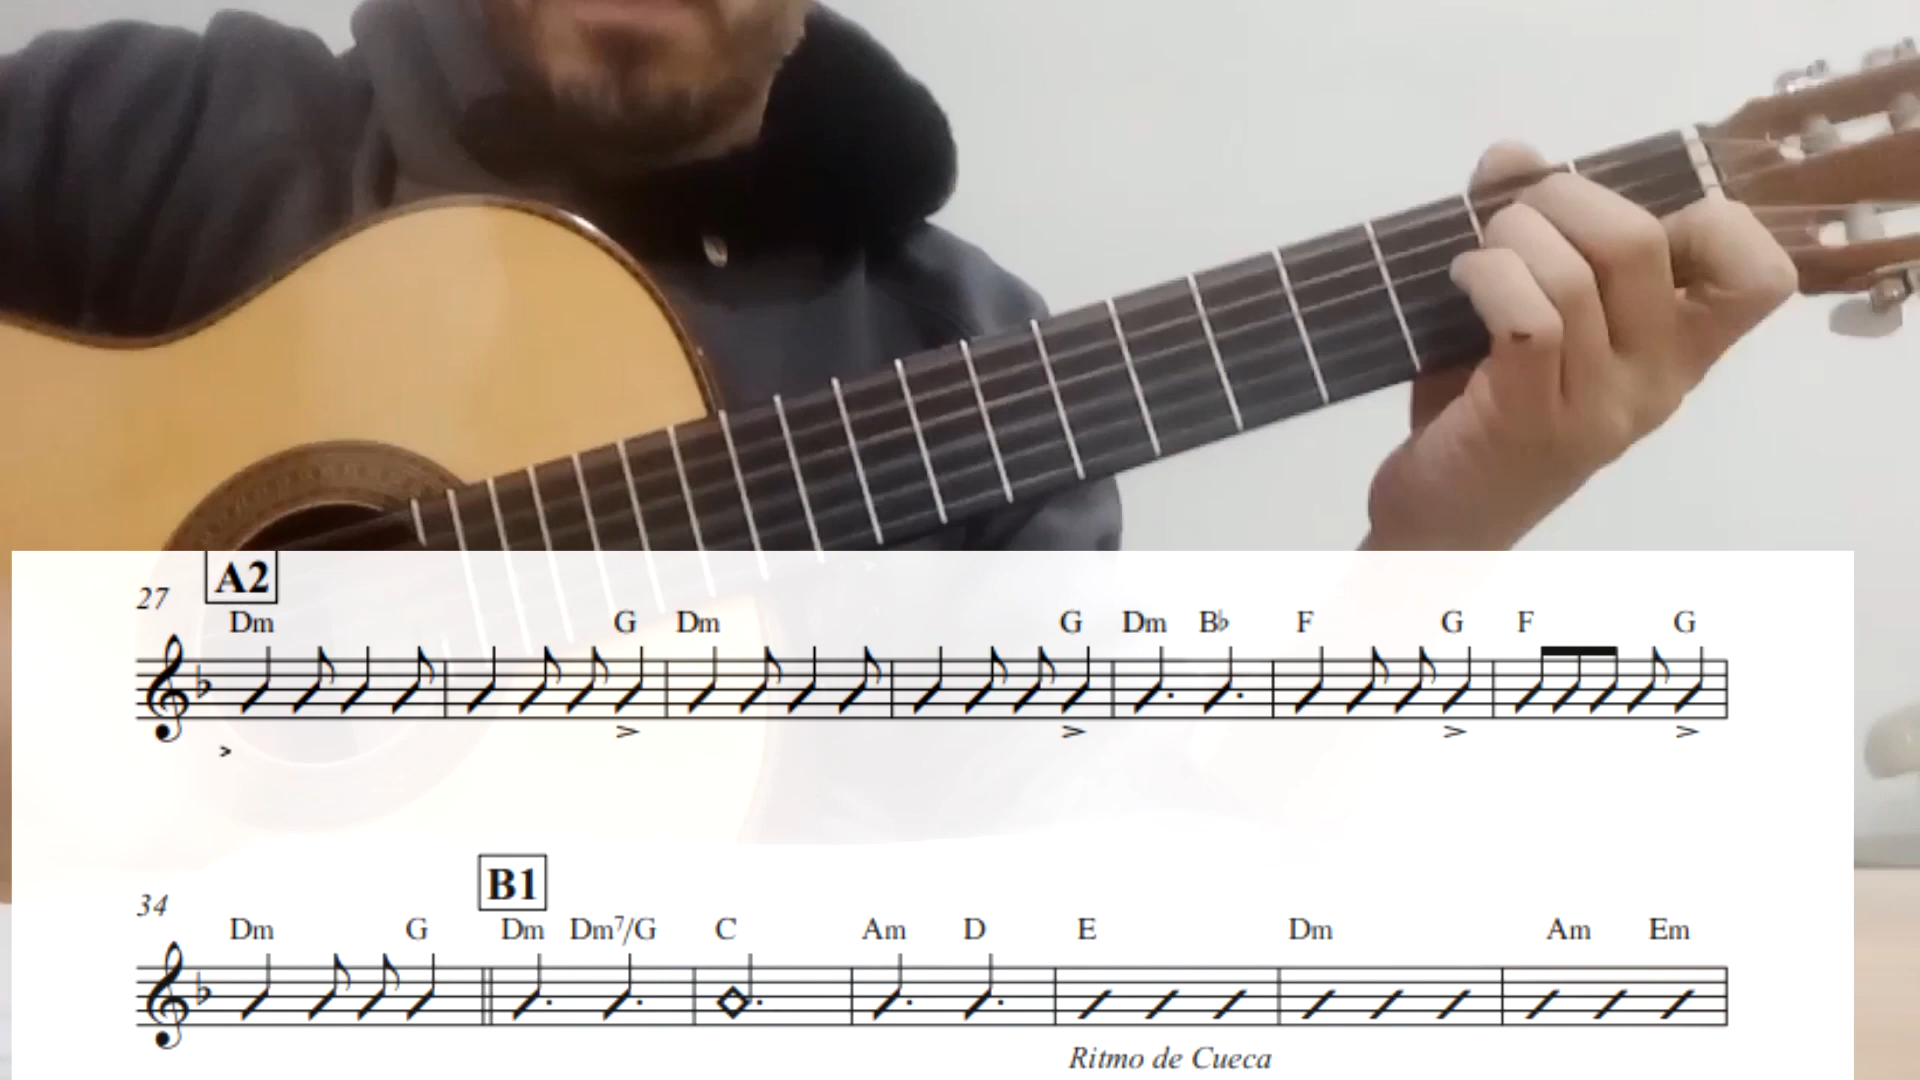 A2
27
Dm G Dm G Dm B♭ F G F G
B1
34
Dm G Dm Dm7/G C Am D E Dm Am Em
Ritmo de Cueca